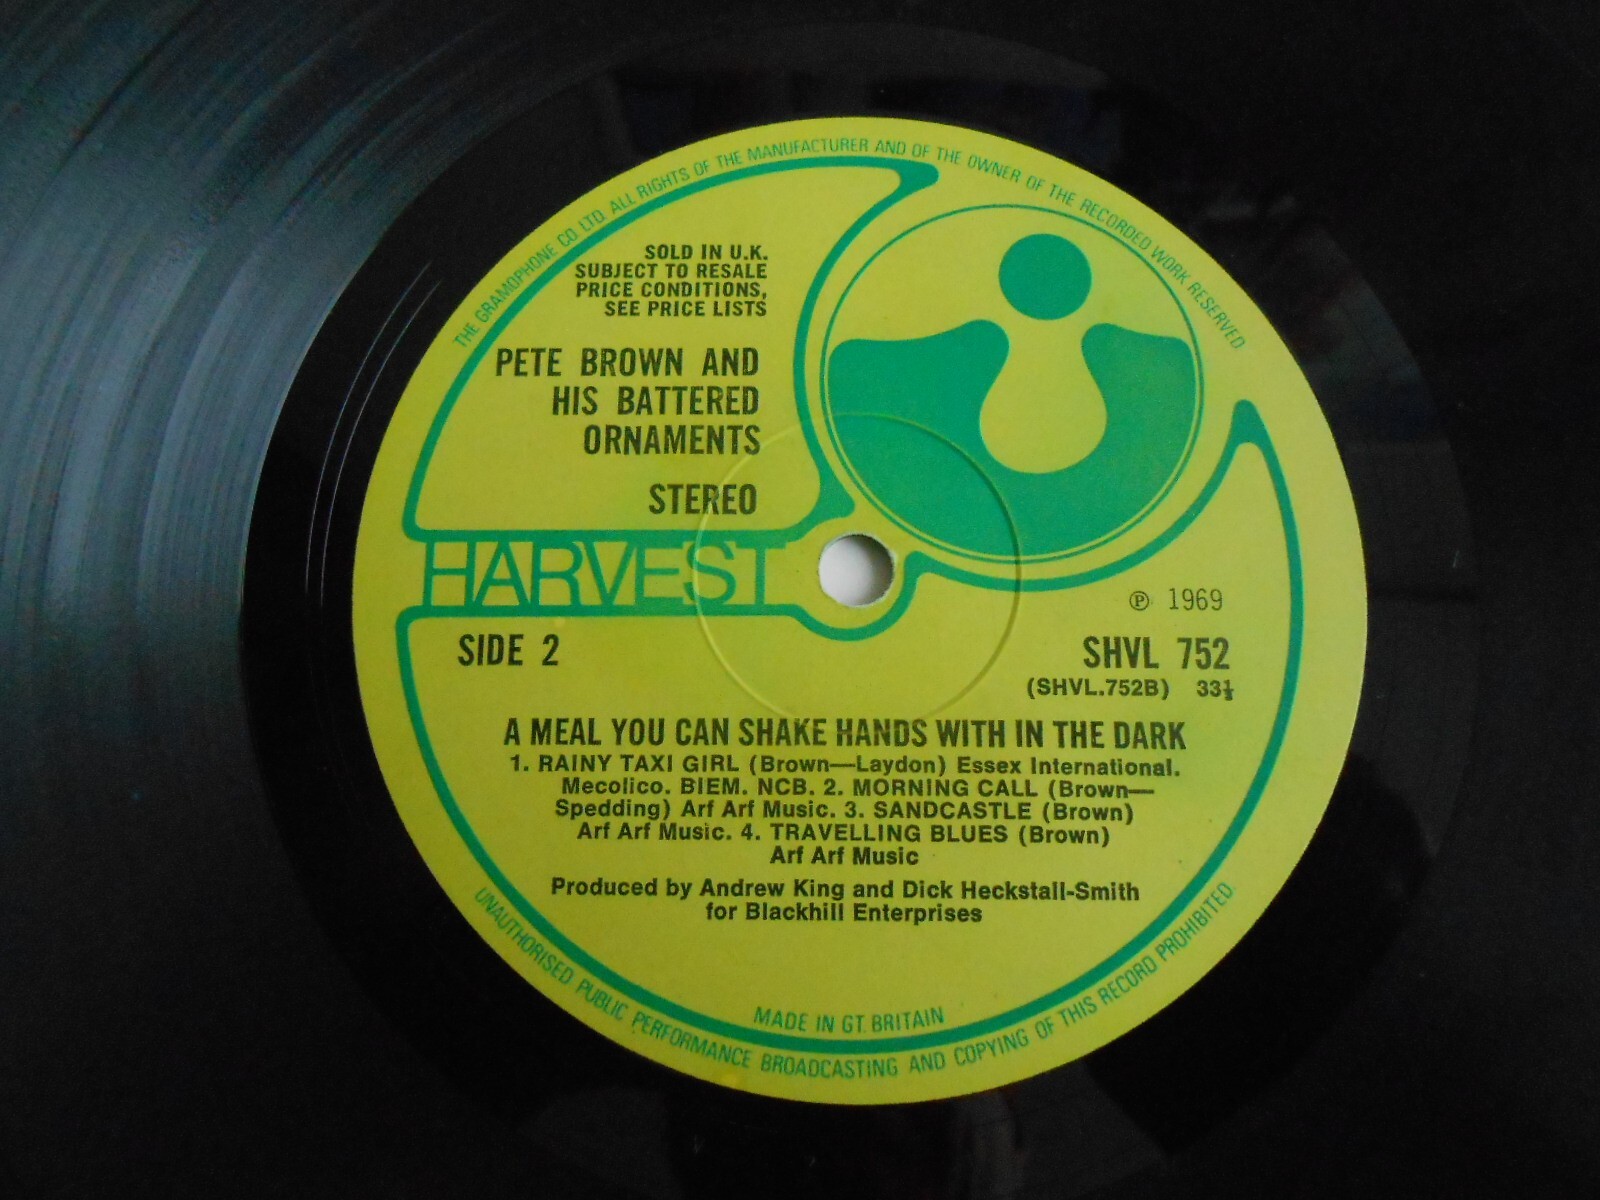 THE GRAMOPHONE CO LTD. ALL RIGHTS OF THE MANUFACTURER AND OF THE OWNER OF THE RECORDED WORK RESERVED
SOLD IN U.K.
SUBJECT TO RESALE
PRICE CONDITIONS,
SEE PRICE LISTS
PETE BROWN AND
HIS BATTERED
ORNAMENTS
STEREO
HARVEST
℗ 1969
SIDE 2
SHVL 752
(SHVL.752B) 33⅓
A MEAL YOU CAN SHAKE HANDS WITH IN THE DARK
1. RAINY TAXI GIRL (Brown—Laydon) Essex International.
Mecolico. BIEM. NCB. 2. MORNING CALL (Brown—
Spedding) Arf Arf Music. 3. SANDCASTLE (Brown)
Arf Arf Music. 4. TRAVELLING BLUES (Brown)
Arf Arf Music
Produced by Andrew King and Dick Heckstall-Smith
for Blackhill Enterprises
MADE IN GT. BRITAIN
UNAUTHORISED PUBLIC PERFORMANCE BROADCASTING AND COPYING OF THIS RECORD PROHIBITED.